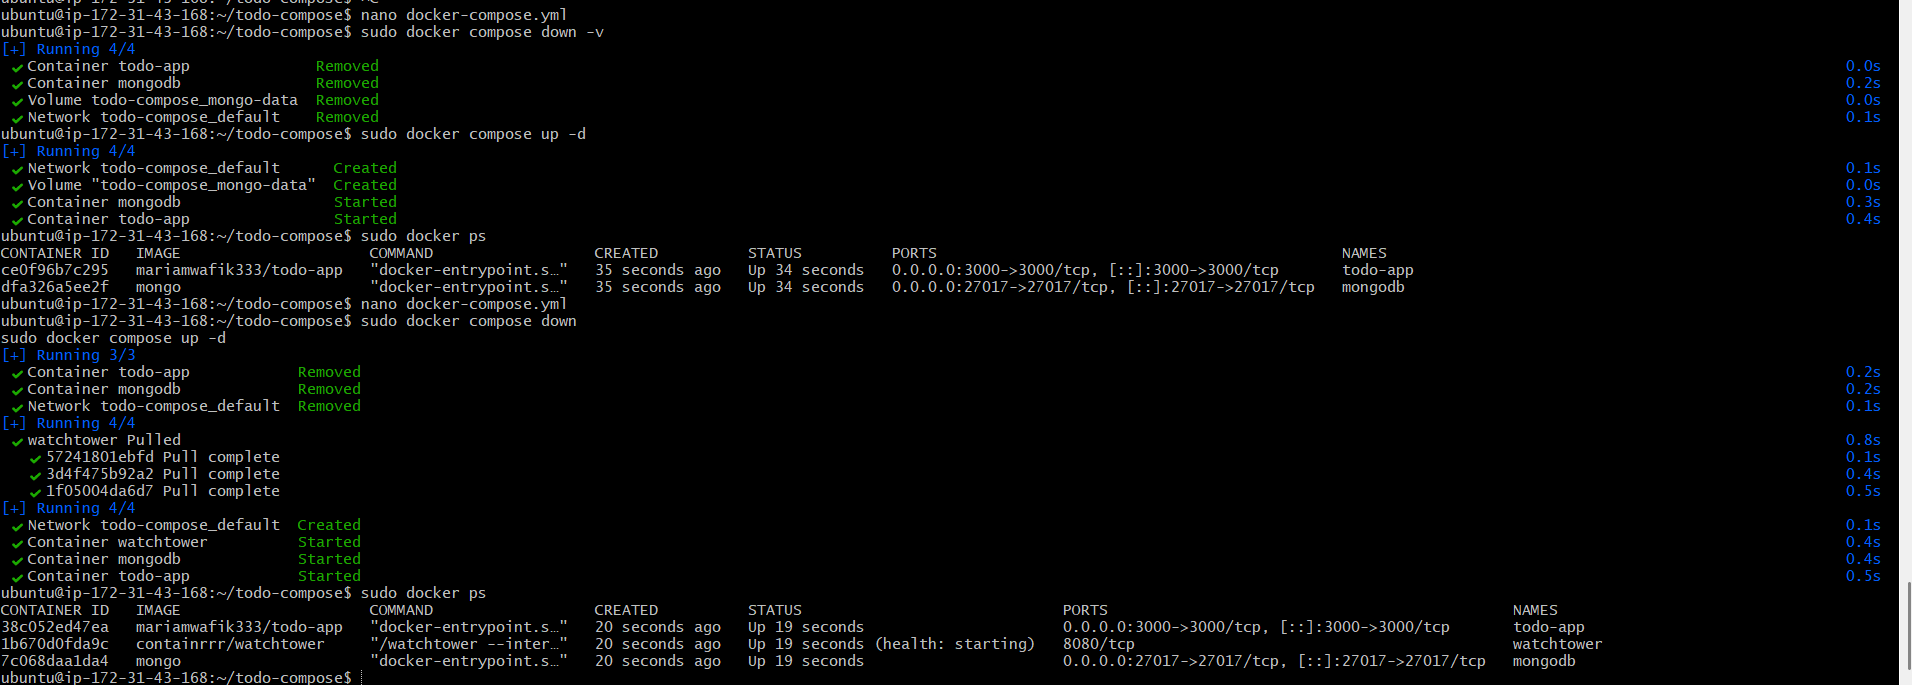 ubuntu@ip-172-31-43-168:~/todo-compose$ nano docker-compose.yml
ubuntu@ip-172-31-43-168:~/todo-compose$ sudo docker compose down -v
[+] Running 4/4
✔ Container todo-app Removed 0.0s
✔ Container mongodb Removed 0.2s
✔ Volume todo-compose_mongo-data Removed 0.0s
✔ Network todo-compose_default Removed 0.1s
ubuntu@ip-172-31-43-168:~/todo-compose$ sudo docker compose up -d
[+] Running 4/4
✔ Network todo-compose_default Created 0.1s
✔ Volume "todo-compose_mongo-data" Created 0.0s
✔ Container mongodb Started 0.3s
✔ Container todo-app Started 0.4s
ubuntu@ip-172-31-43-168:~/todo-compose$ sudo docker ps
CONTAINER ID IMAGE COMMAND CREATED STATUS PORTS NAMES
ce0f96b7c295 mariamwafik333/todo-app "docker-entrypoint.s…" 35 seconds ago Up 34 seconds 0.0.0.0:3000->3000/tcp, [::]:3000->3000/tcp todo-app
dfa326a5ee2f mongo "docker-entrypoint.s…" 35 seconds ago Up 34 seconds 0.0.0.0:27017->27017/tcp, [::]:27017->27017/tcp mongodb
ubuntu@ip-172-31-43-168:~/todo-compose$ nano docker-compose.yml
ubuntu@ip-172-31-43-168:~/todo-compose$ sudo docker compose down
sudo docker compose up -d
[+] Running 3/3
✔ Container todo-app Removed 0.2s
✔ Container mongodb Removed 0.2s
✔ Network todo-compose_default Removed 0.1s
[+] Running 4/4
✔ watchtower Pulled 0.8s
✔ 57241801ebfd Pull complete 0.1s
✔ 3d4f475b92a2 Pull complete 0.4s
✔ 1f05004da6d7 Pull complete 0.5s
[+] Running 4/4
✔ Network todo-compose_default Created 0.1s
✔ Container watchtower Started 0.4s
✔ Container mongodb Started 0.4s
✔ Container todo-app Started 0.5s
ubuntu@ip-172-31-43-168:~/todo-compose$ sudo docker ps
CONTAINER ID IMAGE COMMAND CREATED STATUS PORTS NAMES
38c052ed47ea mariamwafik333/todo-app "docker-entrypoint.s…" 20 seconds ago Up 19 seconds 0.0.0.0:3000->3000/tcp, [::]:3000->3000/tcp todo-app
1b670d0fda9c containrrr/watchtower "/watchtower --inter…" 20 seconds ago Up 19 seconds (health: starting) 8080/tcp watchtower
7c068daa1da4 mongo "docker-entrypoint.s…" 20 seconds ago Up 19 seconds 0.0.0.0:27017->27017/tcp, [::]:27017->27017/tcp mongodb
ubuntu@ip-172-31-43-168:~/todo-compose$